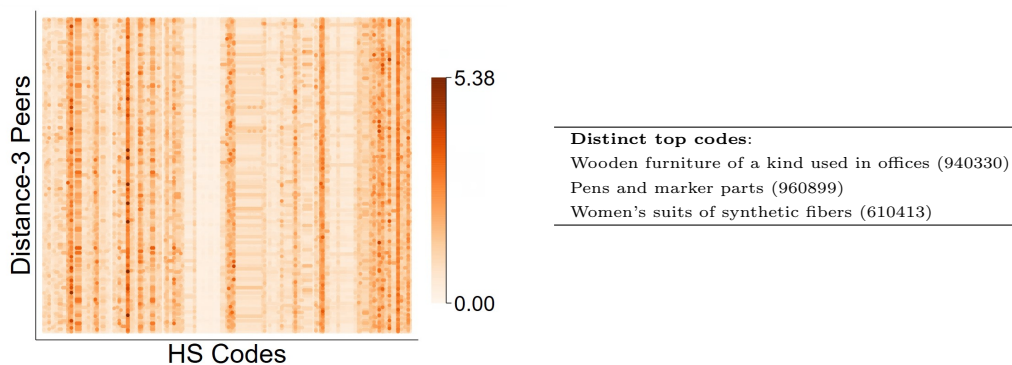 Distance-3 Peers
HS Codes
5.38
0.00
Distinct top codes:
Wooden furniture of a kind used in offices (940330)
Pens and marker parts (960899)
Women's suits of synthetic fibers (610413)